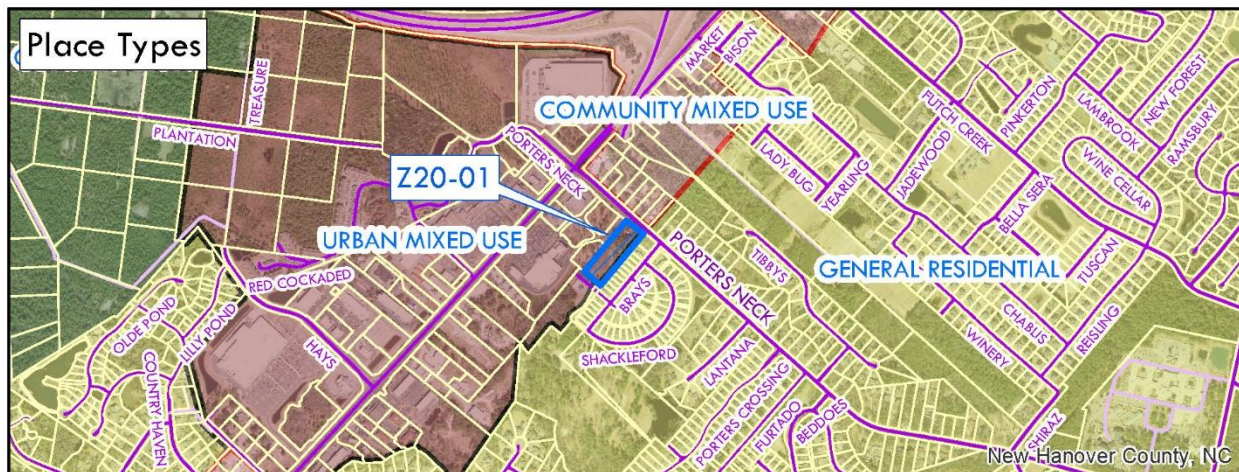 Place Types
TREASURE
PLANTATION
PORTERS NECK
MARKET
BISON
COMMUNITY MIXED USE
Z20-01
URBAN MIXED USE
RED COCKADED
OLDE POND
LILLY POND
COUNTRY HAVEN
HAYS
LADY BUG
YEARLING
FUTCH CREEK
JADEWOOD
PINKERTON
LAMBROOK
NEW FOREST
RAMSBURY
WINE CELLAR
BELLA SERA
TUSCAN
GENERAL RESIDENTIAL
PORTERS NECK
TIBBYS
BRAYS
SHACKLEFORD
LANTANA
PORTERS CROSSING
FURTADO
BEDDOES
WINERY
CHABLIS
REISLING
SHIRAZ
New Hanover County, NC